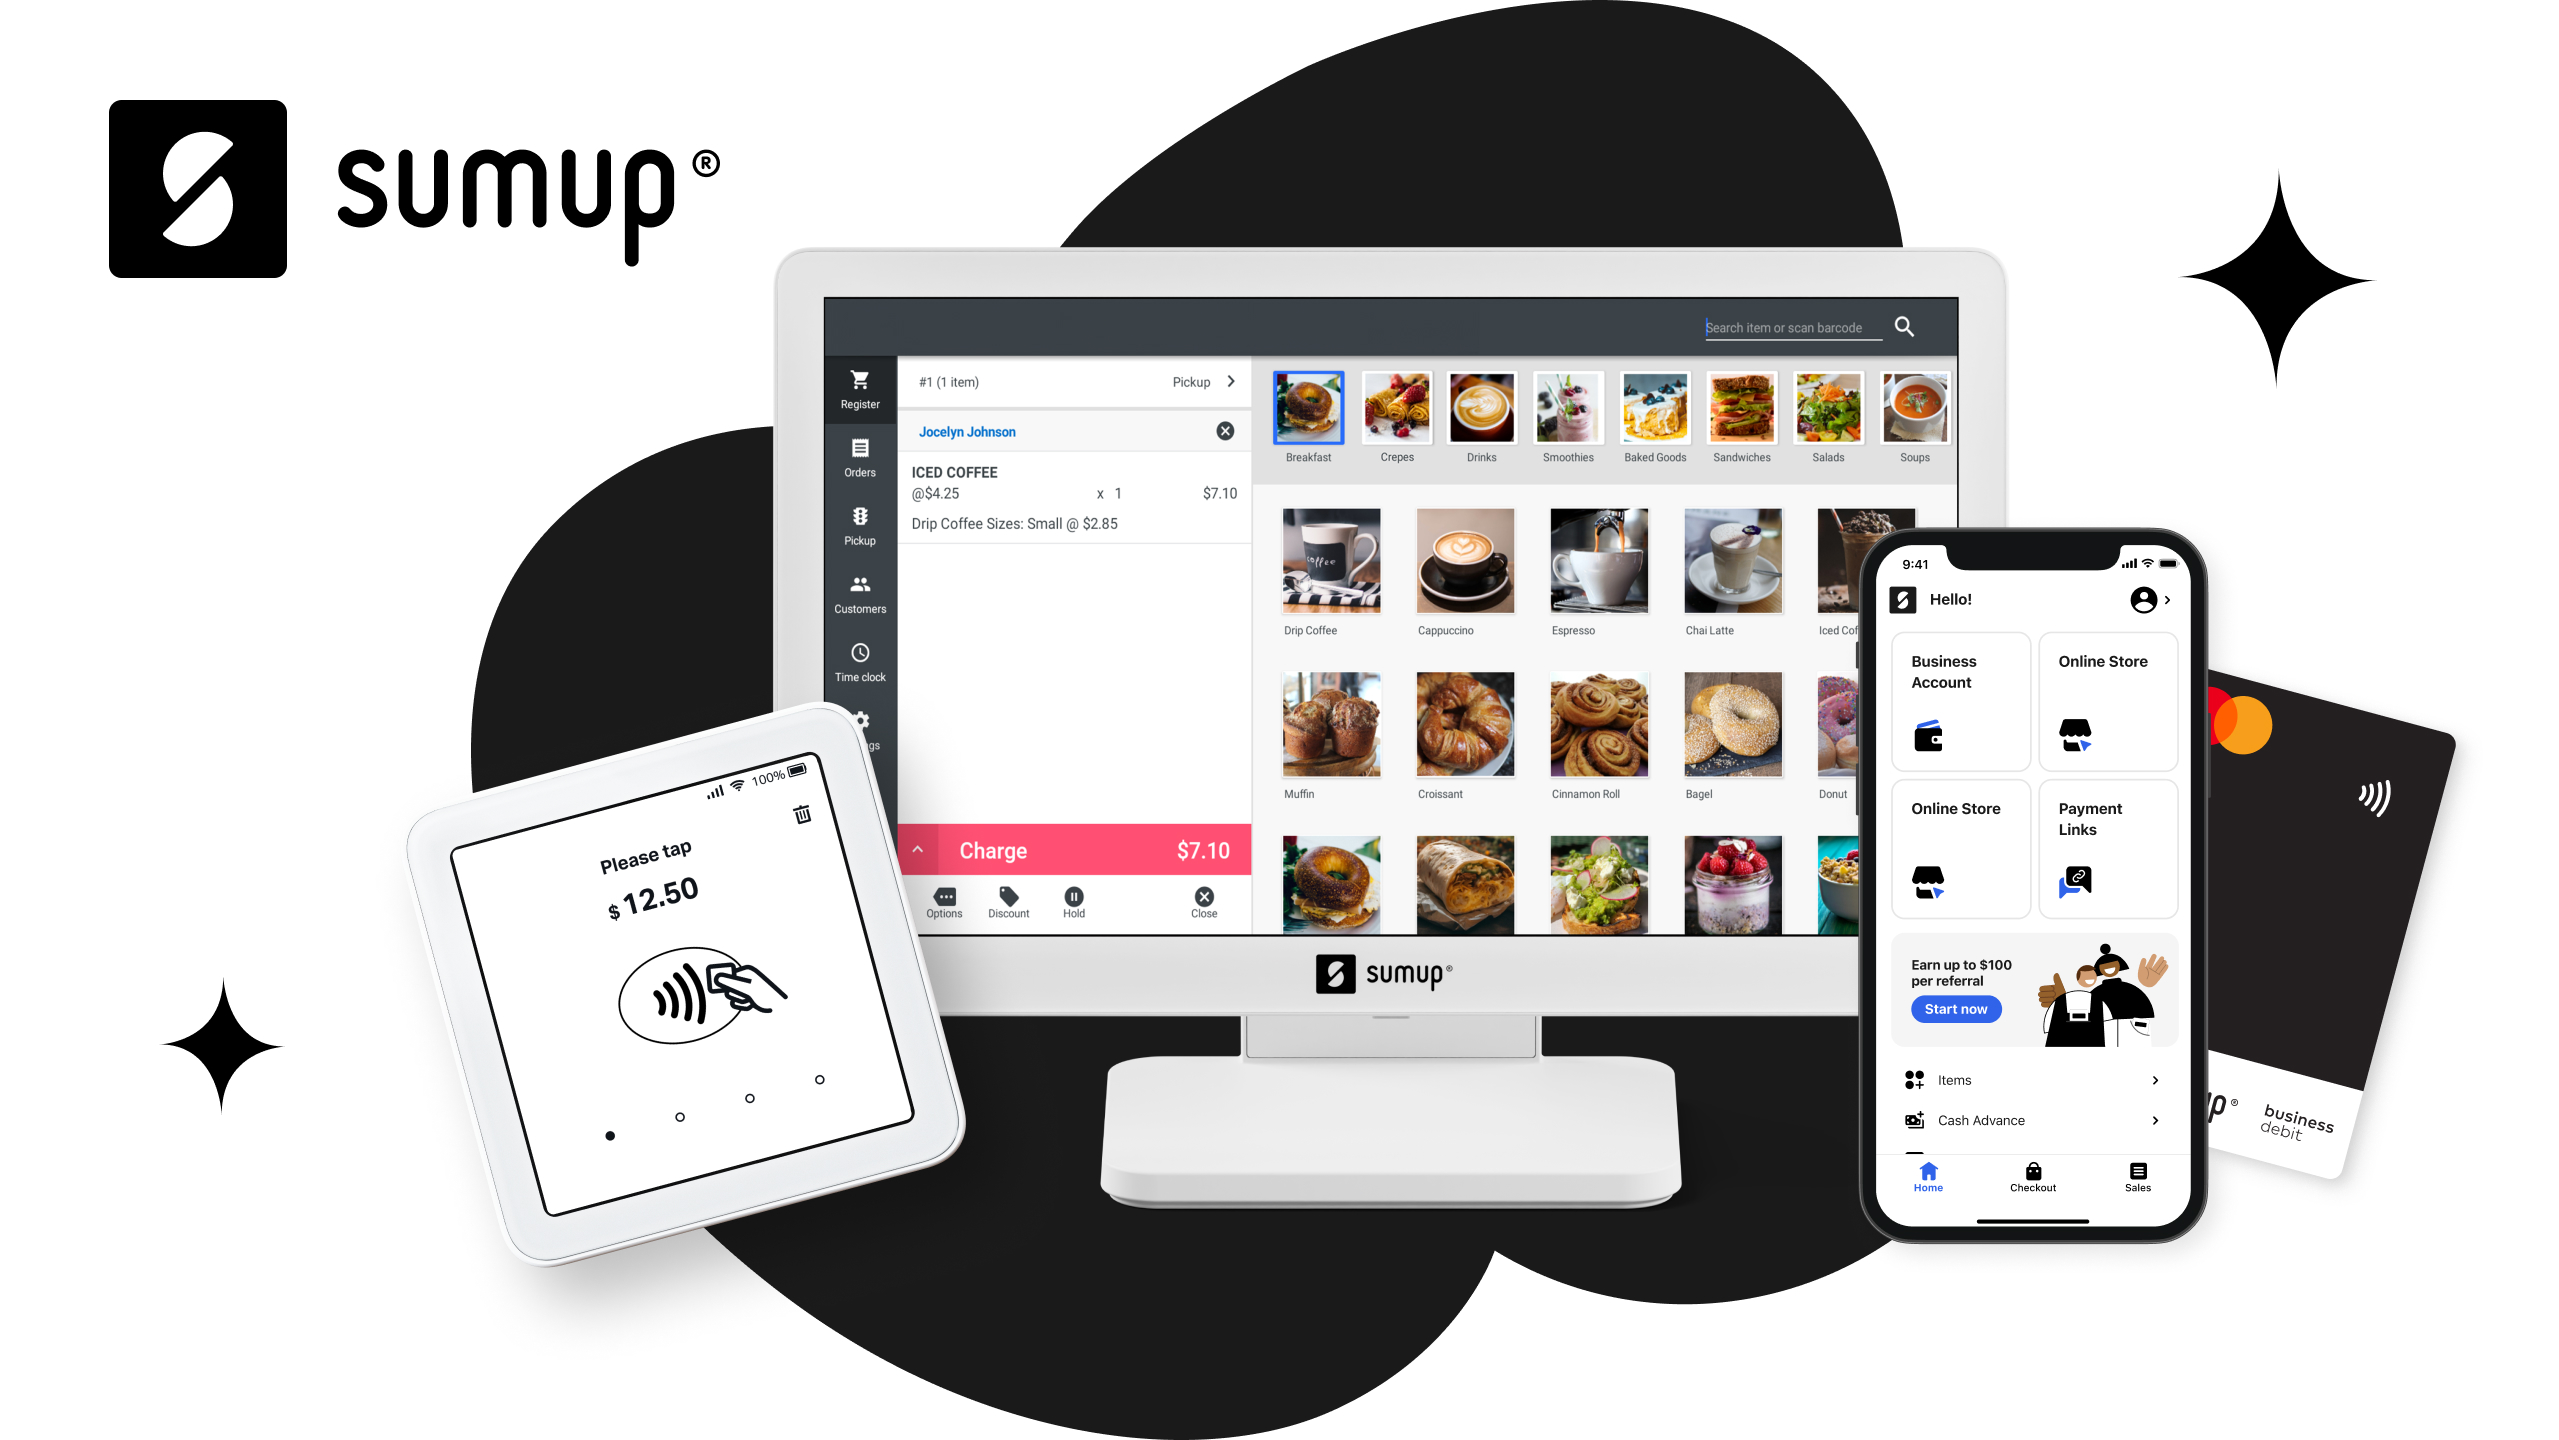 sumup®
Search item or scan barcode
Register
Orders
Pickup
Customers
Time clock
#1 (1 item)
Pickup
Jocelyn Johnson
ICED COFFEE
@$4.25 x 1 $7.10
Drip Coffee Sizes: Small @ $2.85
Charge $7.10
Options Discount Hold Close
Breakfast Crepes Drinks Smoothies Baked Goods Sandwiches Salads Soups
coffee
Drip Coffee Cappuccino Espresso Chai Latte Iced
Muffin Croissant Cinnamon Roll Bagel Donut
sumup®
100%
Please tap
$12.50
9:41
Hello!
Business
Account
Online Store
Online Store
Payment
Links
Earn up to $100
per referral
Start now
Items
Cash Advance
Home Checkout Sales
up®
business
debit